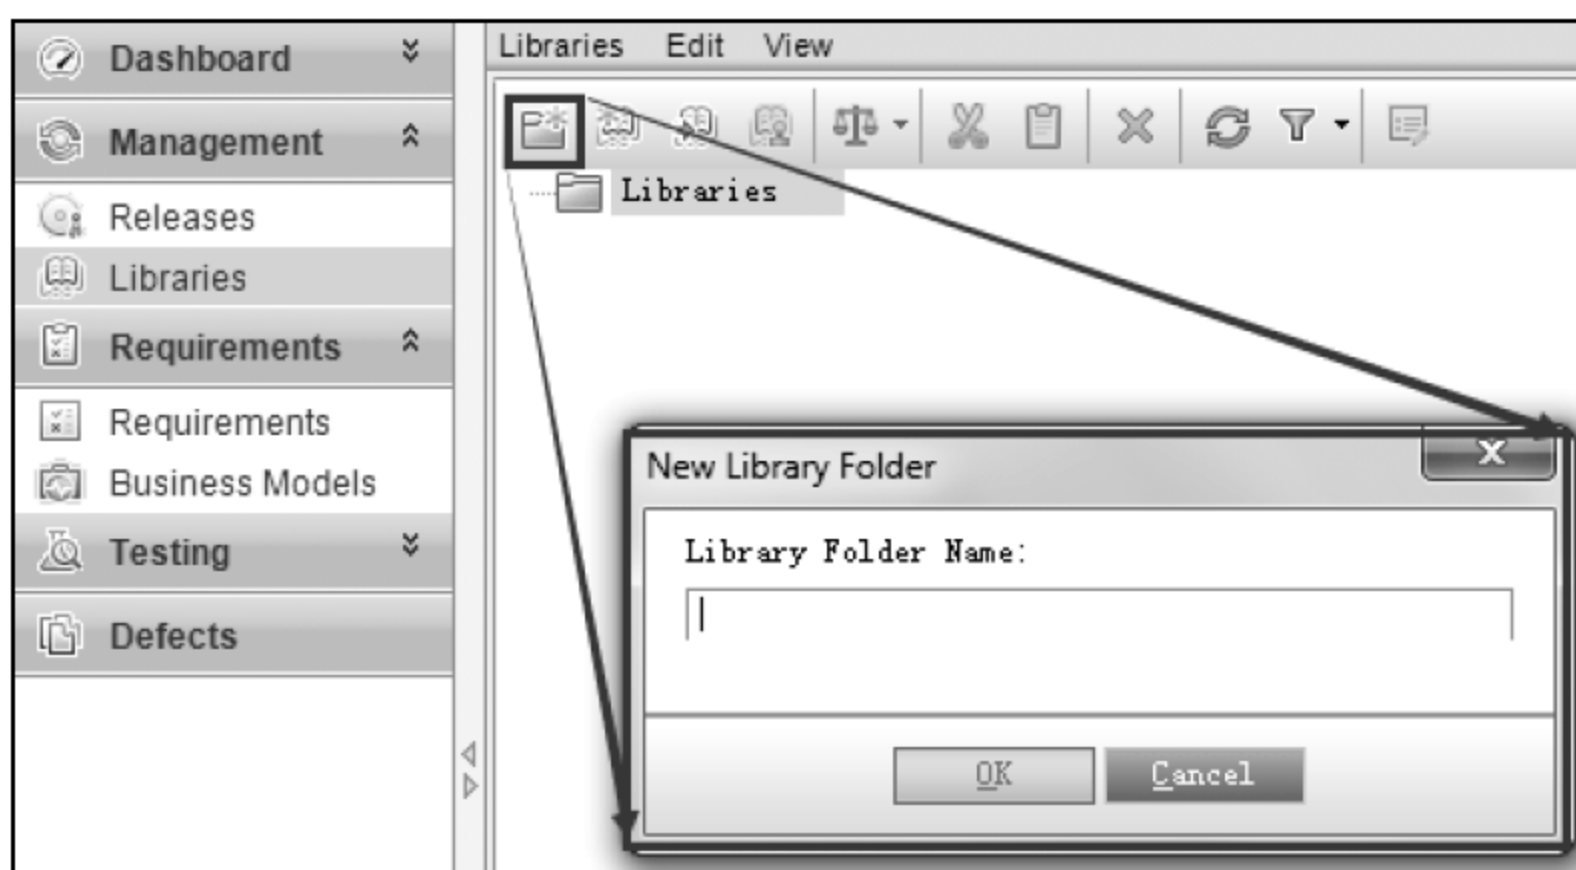 Dashboard
Management
Releases
Libraries
Requirements
Requirements
Business Models
Testing
Defects
Libraries Edit View
Libraries
New Library Folder
X
Library Folder Name:
OK
Cancel